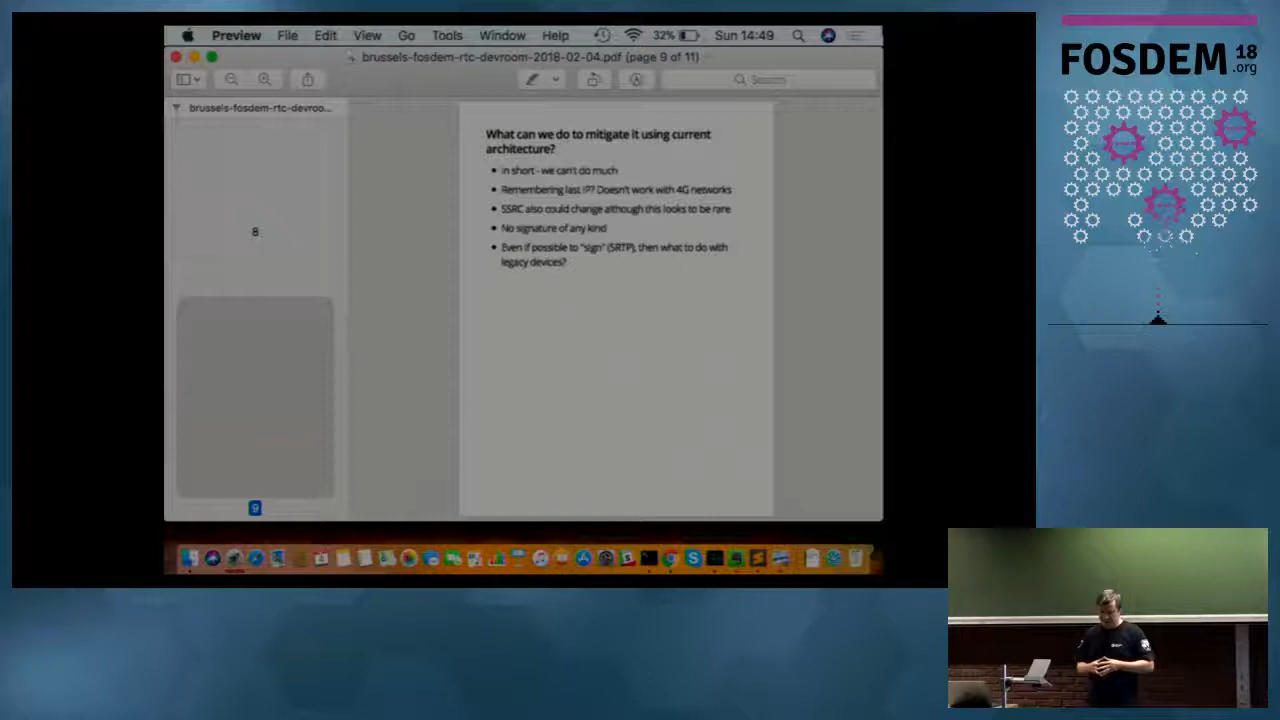 Preview File Edit View Go Tools Window Help 32% Sun 14:49
brussels-fosdem-rtc-devroom-2018-02-04.pdf (page 9 of 11)
Search
brussels-fosdem-rtc-devroo...
8
9
What can we do to mitigate it using current
architecture?
• In short - we can't do much
• Remembering last IP? Doesn't work with 4G networks
• SSRC also could change although this looks to be rare
• No signature of any kind
• Even if possible to "sign" (SRTP), then what to do with
legacy devices?
FOSDEM 18
.org